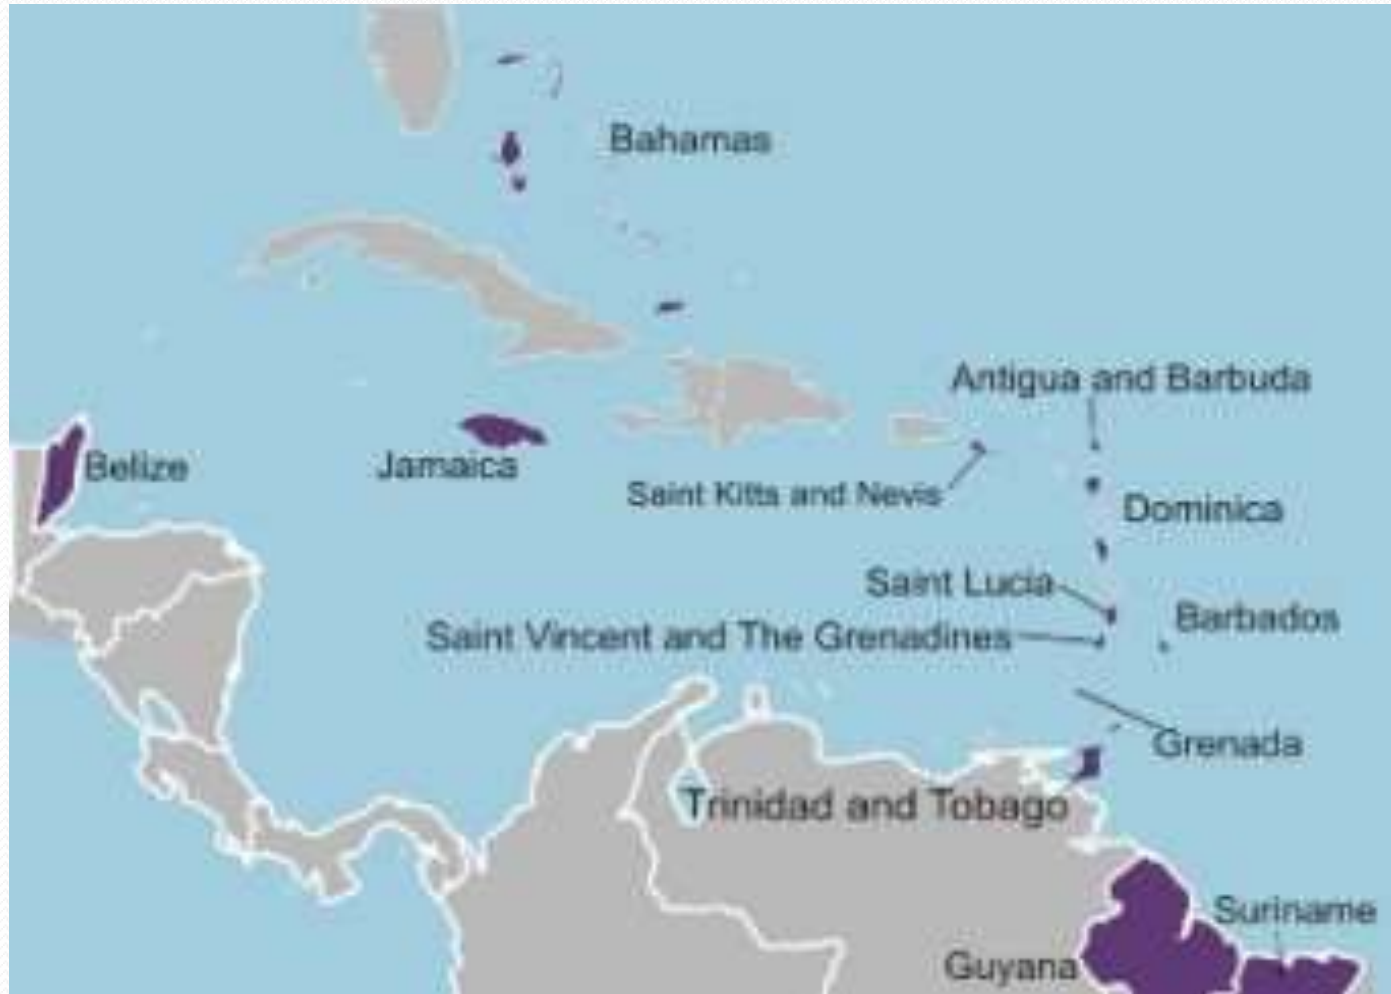 Bahamas
Antigua and Barbuda
Belize
Jamaica
Saint Kitts and Nevis
Dominica
Saint Lucia
Barbados
Saint Vincent and The Grenadines
Grenada
Trinidad and Tobago
Suriname
Guyana